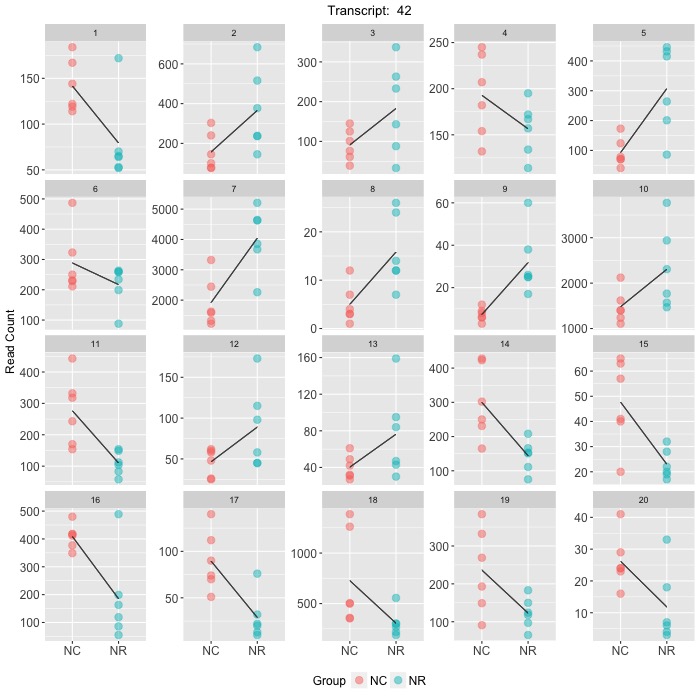 Transcript: 42
1 2 3 4 5
150 100 50
600 400 200
300 200 100
250 200 150
400 300 200 100
6 7 8 9 10
500 400 300 200 100
5000 4000 3000 2000
20 10 0
60 40 20
3000 2000 1000
Read Count
11 12 13 14 15
400 300 200 100
150 100 50
160 120 80 40
400 300 200 100
60 50 40 30 20
16 17 18 19 20
500 400 300 200 100
100 50
1000 500
300 200 100
40 30 20 10
NC NR NC NR NC NR NC NR NC NR
Group NC NR